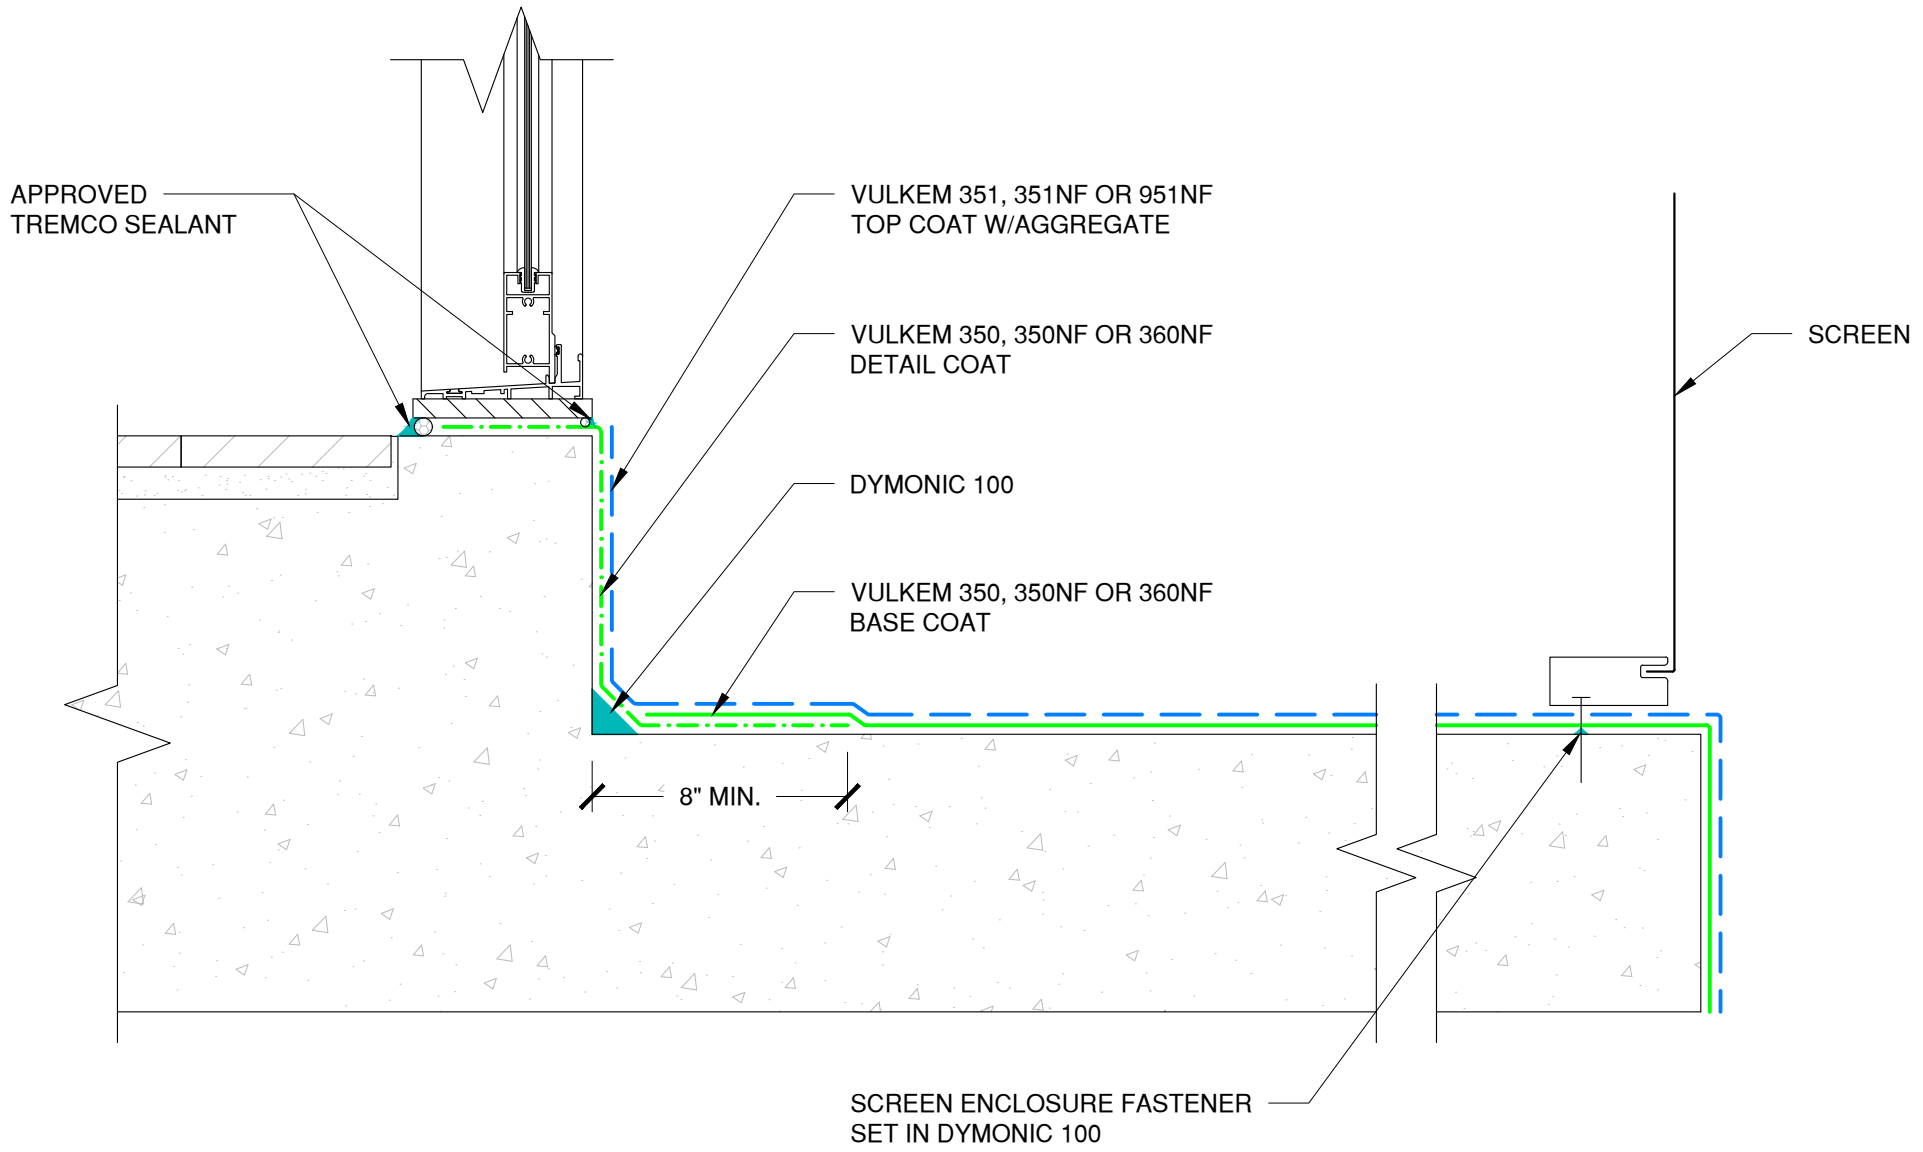 APPROVED
TREMCO SEALANT
VULKEM 351, 351NF OR 951NF
TOP COAT W/AGGREGATE
VULKEM 350, 350NF OR 360NF
DETAIL COAT
SCREEN
DYMONIC 100
VULKEM 350, 350NF OR 360NF
BASE COAT
8" MIN.
SCREEN ENCLOSURE FASTENER
SET IN DYMONIC 100